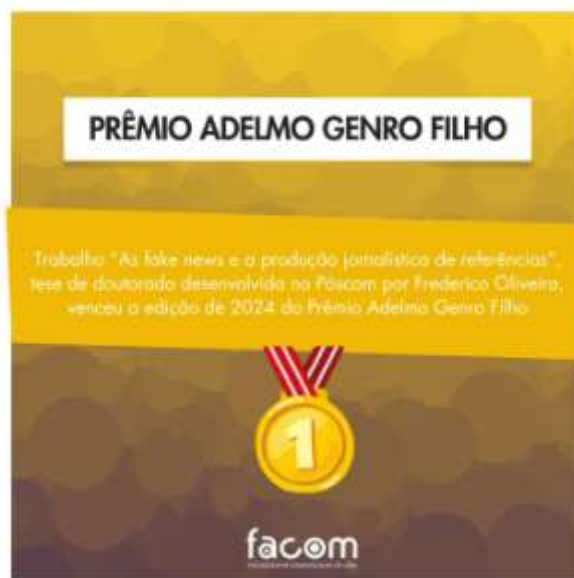 PRÊMIO ADELMO GENRO FILHO
Trabalho "As fake news e a produção jornalística de referências",
tese de doutorado desenvolvida no Póscom por Frederico Oliveira,
venceu a edição de 2024 do Prêmio Adelmo Genro Filho
1
facom